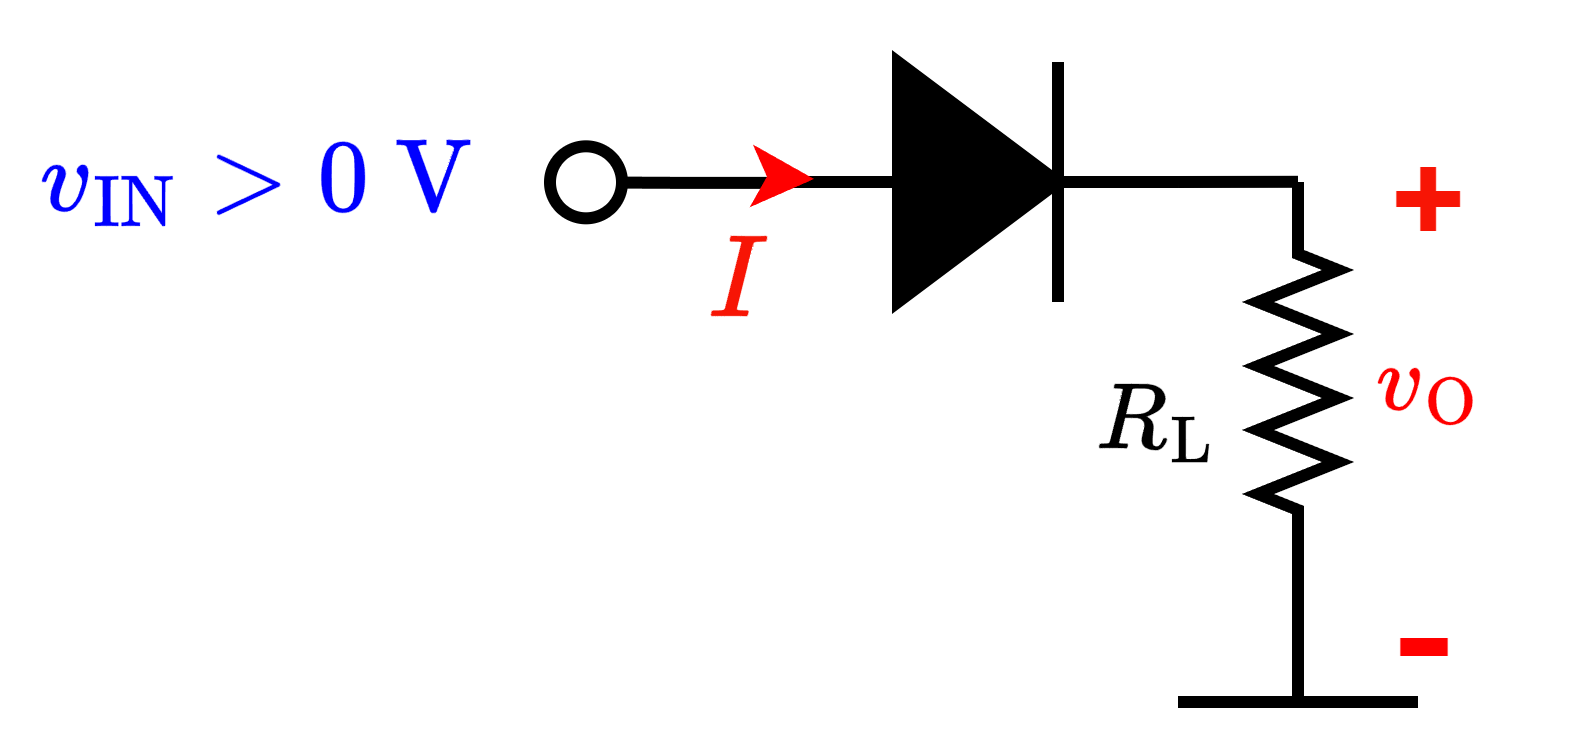 v_IN > 0 V
I
+
R_L
v_O
-